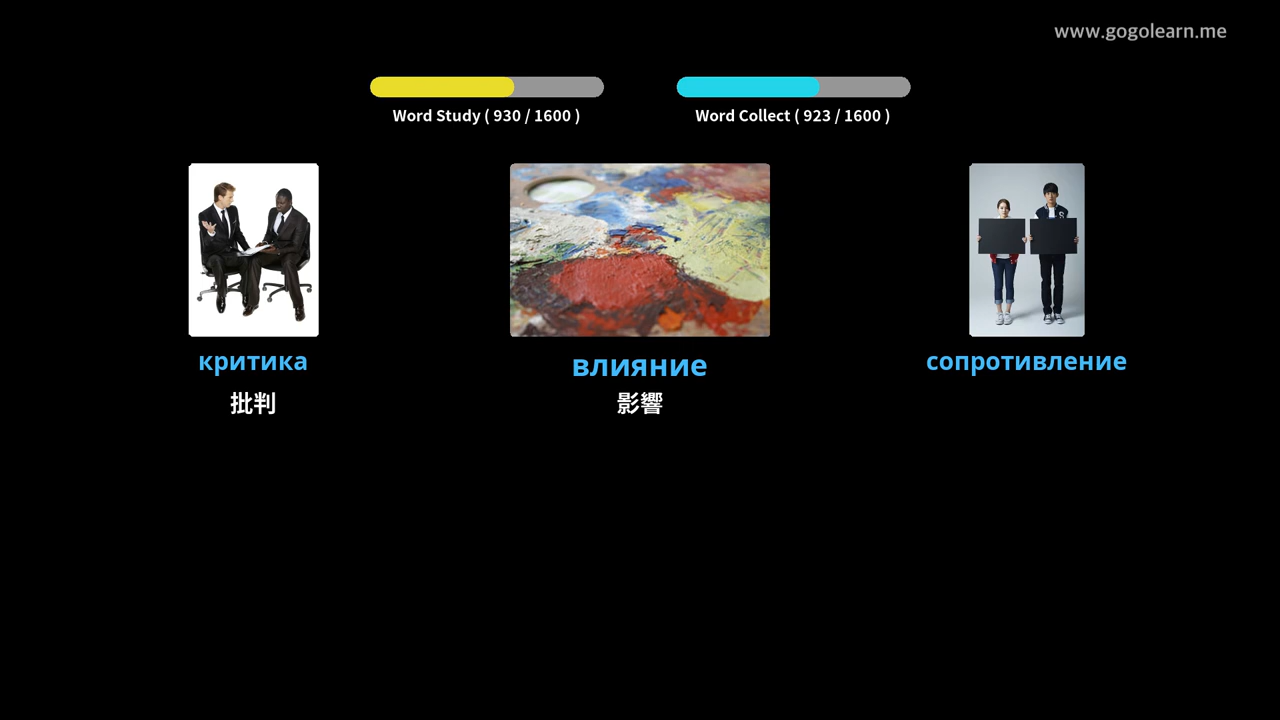 www.gogolearn.me
Word Study ( 930 / 1600 )
Word Collect ( 923 / 1600 )
критика
влияние
сопротивление
批判
影響